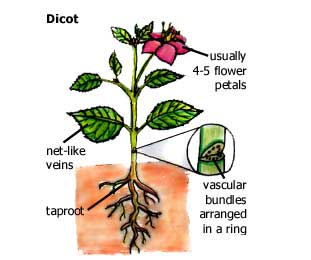 Dicot
usually
4-5 flower
petals
net-like
veins
taproot
vascular
bundles
arranged
in a ring